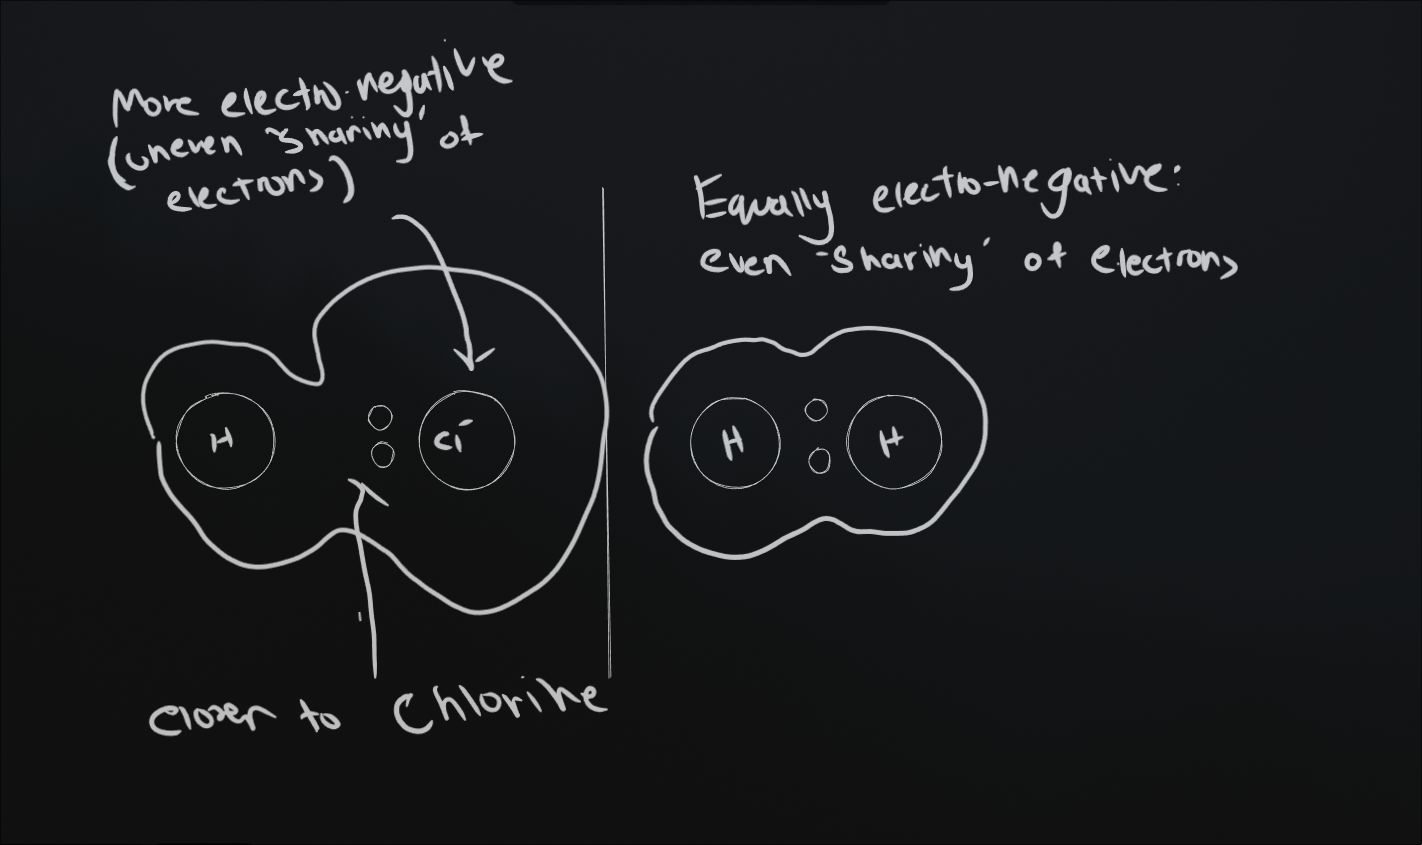 More electro-negative
(uneven "sharing" of
electrons)
Equally electro-negative:
even "sharing" of electrons
H
Cl
H
H
closer to Chlorine